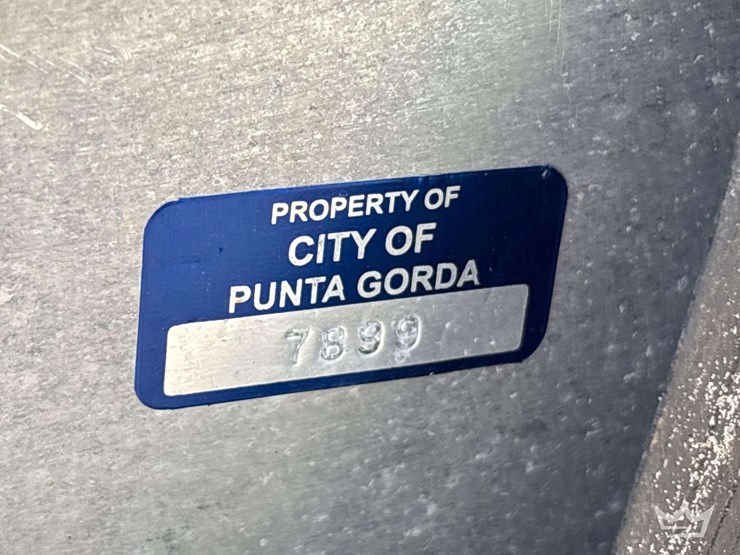 PROPERTY OF
CITY OF
PUNTA GORDA
7899